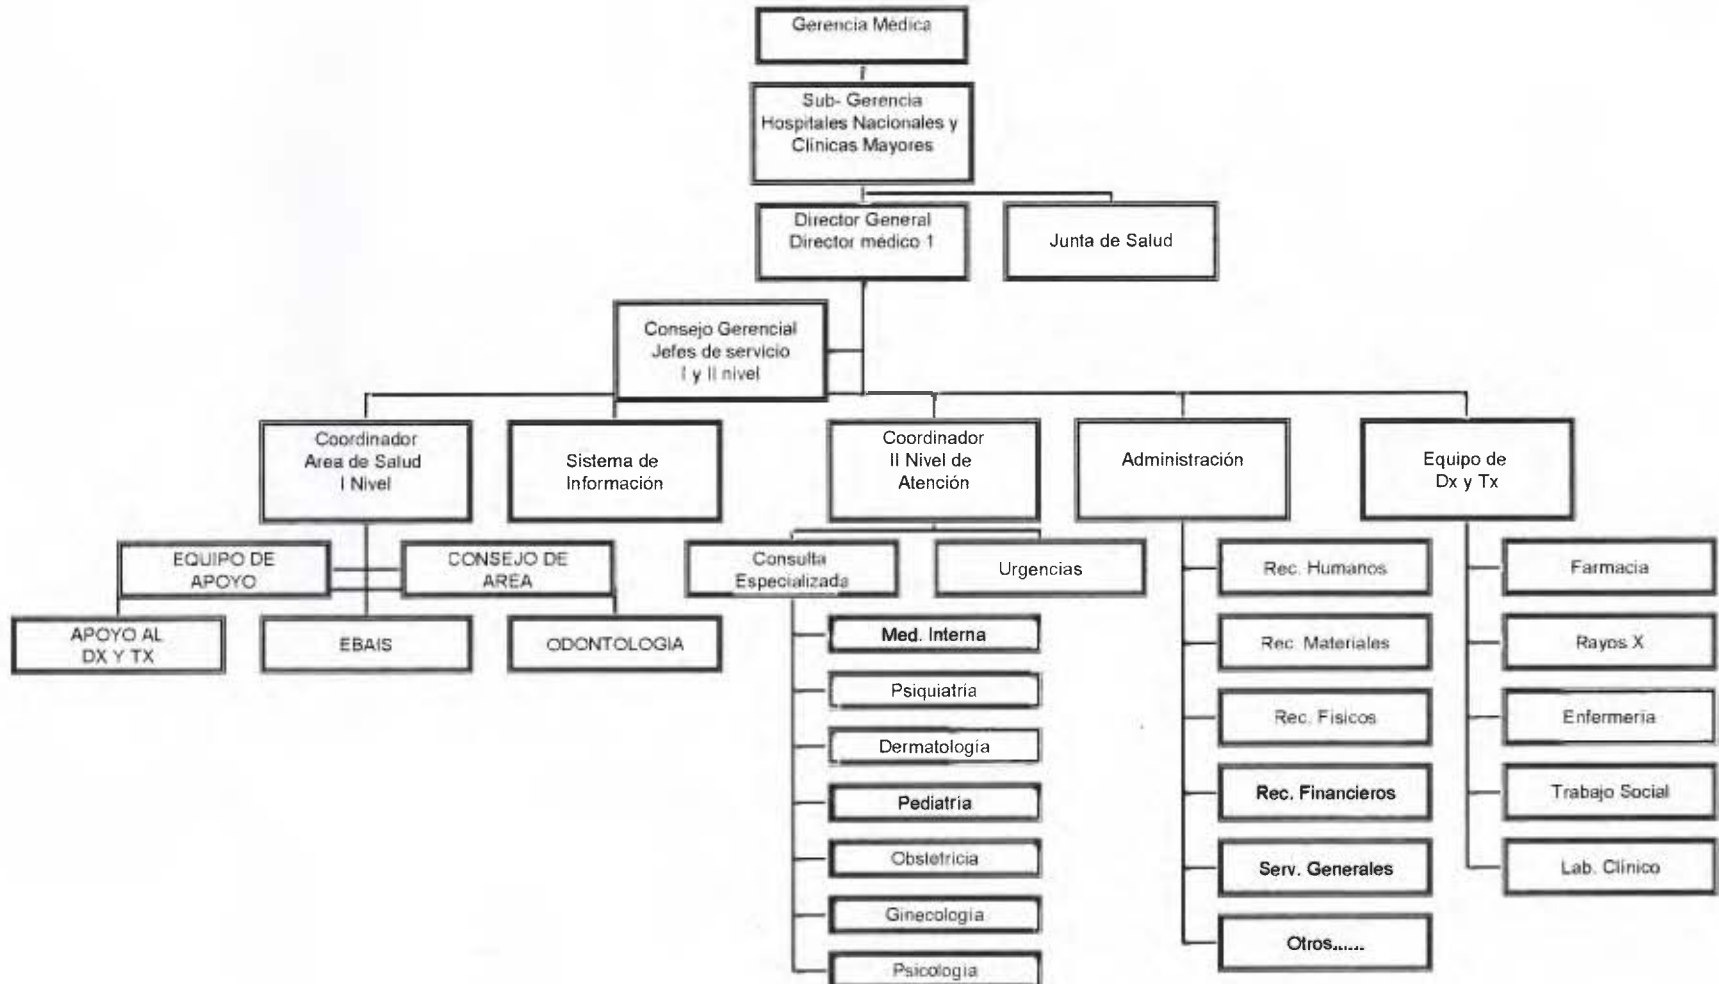 Gerencia Médica
Sub- Gerencia
Hospitales Nacionales y
Clínicas Mayores
Director General
Director médico 1
Junta de Salud
Consejo Gerencial
Jefes de servicio
I y II nivel
Coordinador
Area de Salud
I Nivel
Sistema de
Información
Coordinador
II Nivel de
Atención
Administración
Equipo de
Dx y Tx
EQUIPO DE
APOYO
CONSEJO DE
AREA
APOYO AL
DX Y TX
EBAIS
ODONTOLOGIA
Consulta
Especializada
Urgencias
Med. Interna
Psiquiatría
Dermatología
Pediatría
Obstetricia
Ginecología
Psicología
Rec. Humanos
Rec. Materiales
Rec. Físicos
Rec. Financieros
Serv. Generales
Otros......
Farmacia
Rayos X
Enfermería
Trabajo Social
Lab. Clínico